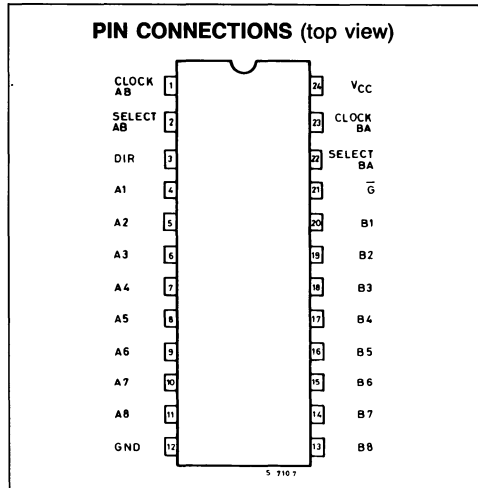 PIN CONNECTIONS (top view)
CLOCK AB 1
SELECT AB 2
DIR 3
A1 4
A2 5
A3 6
A4 7
A5 8
A6 9
A7 10
A8 11
GND 12
24 VCC
23 CLOCK BA
22 SELECT BA
21 G̅
20 B1
19 B2
18 B3
17 B4
16 B5
15 B6
14 B7
13 B8
S 7107